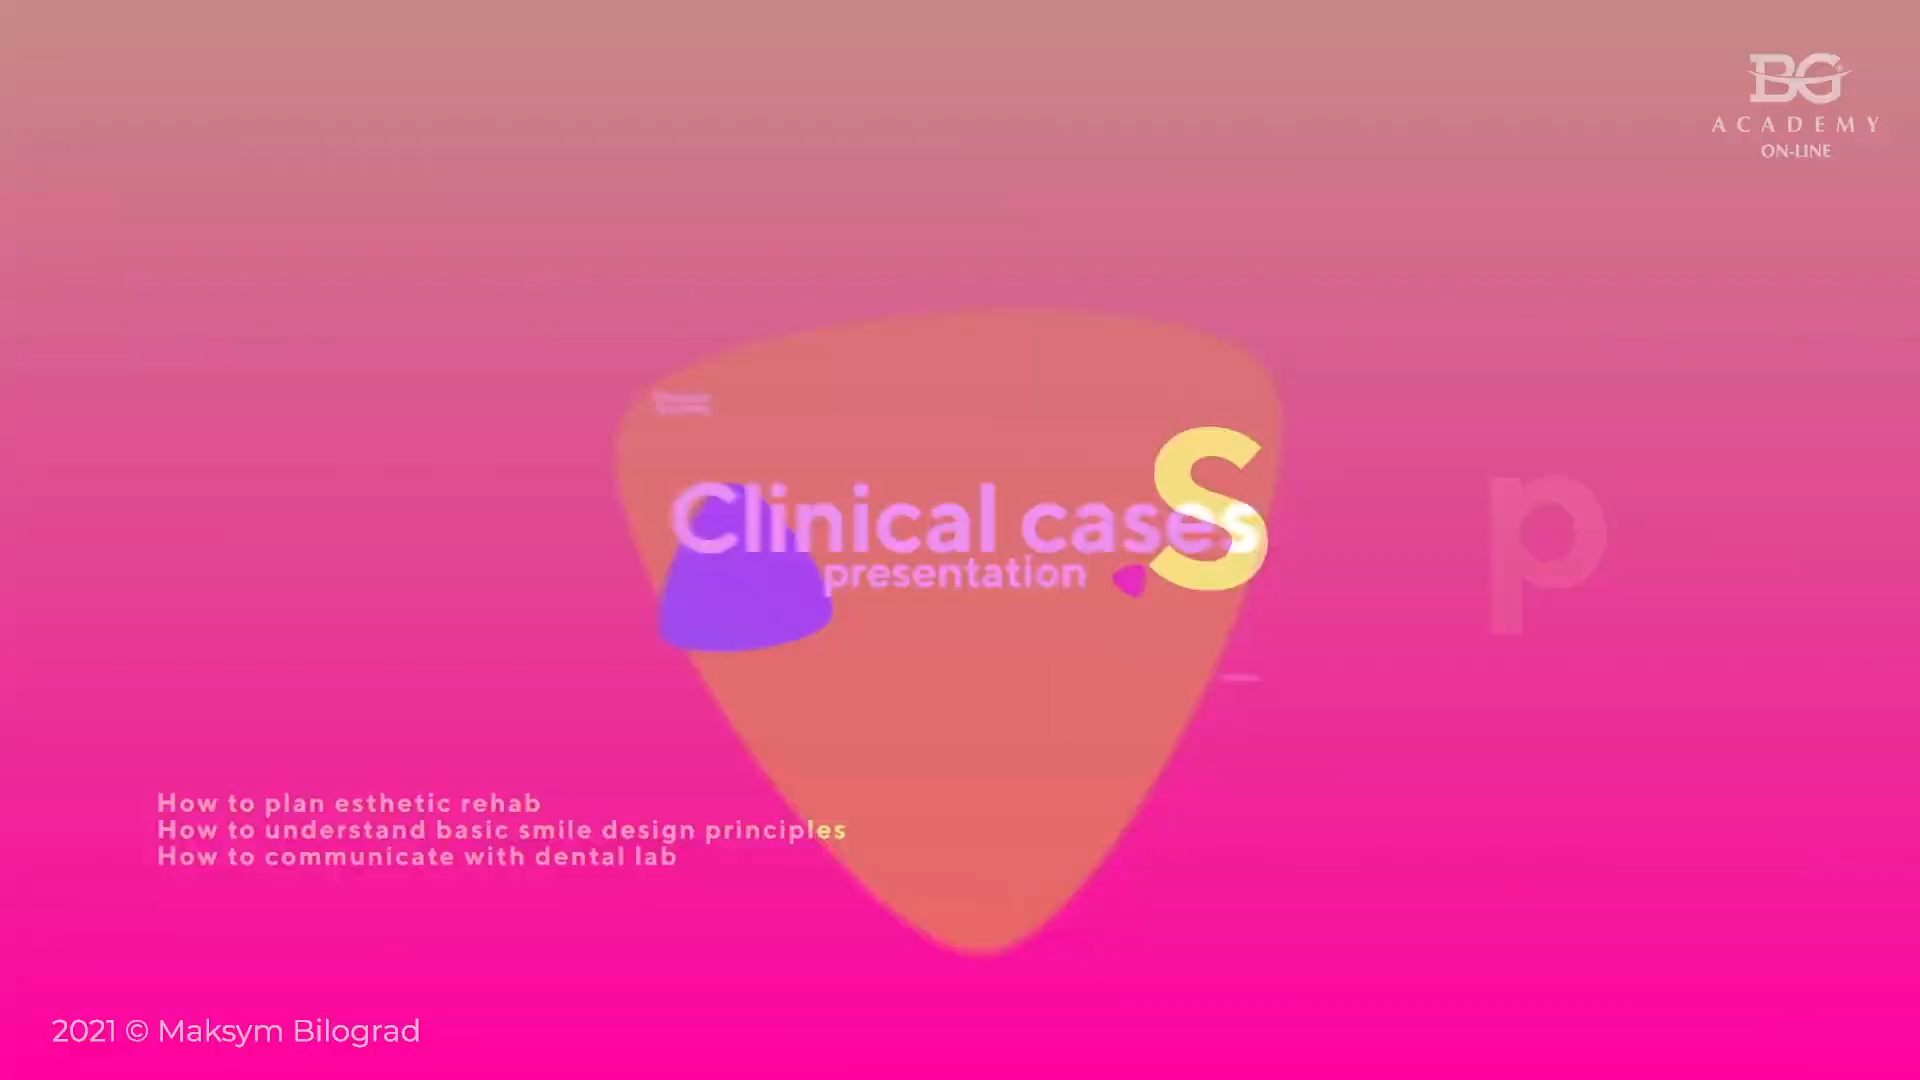 BG
ACADEMY
ON-LINE
Clinical cases
S
p
presentation
How to plan esthetic rehab
How to understand basic smile design principles
How to communicate with dental lab
2021 © Maksym Bilograd